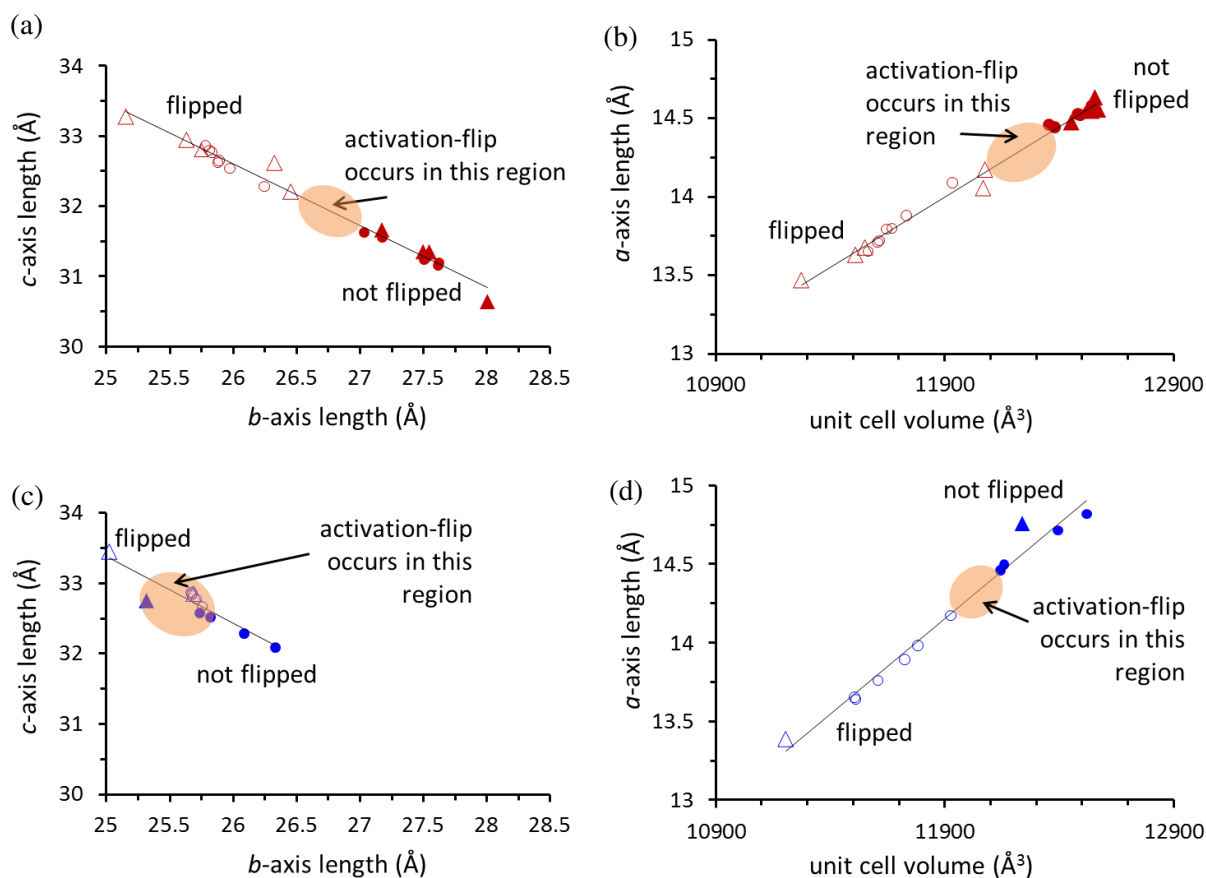 (a)
34
33
32
31
30
c-axis length (Å)
flipped
activation-flip
occurs in this region
not flipped
25
25.5
26
26.5
27
27.5
28
28.5
b-axis length (Å)
(b)
15
14.5
14
13.5
13
a-axis length (Å)
activation-flip
occurs in this
region
not
flipped
flipped
10900
11900
12900
unit cell volume (Å³)
(c)
34
33
32
31
30
c-axis length (Å)
flipped
activation-flip
occurs in this
region
not flipped
25
25.5
26
26.5
27
27.5
28
28.5
b-axis length (Å)
(d)
15
14.5
14
13.5
13
a-axis length (Å)
not flipped
activation-flip
occurs in this
region
flipped
10900
11900
12900
unit cell volume (Å³)